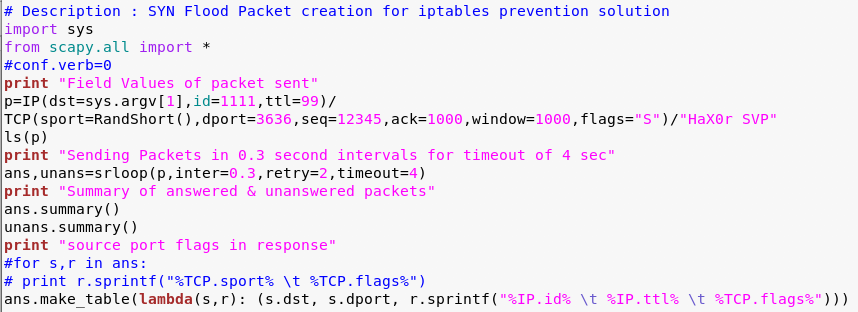 # Description : SYN Flood Packet creation for iptables prevention solution
import sys
from scapy.all import *
#conf.verb=0
print "Field Values of packet sent"
p=IP(dst=sys.argv[1],id=1111,ttl=99)/
TCP(sport=RandShort(),dport=3636,seq=12345,ack=1000,window=1000,flags="S")/"HaX0r SVP"
ls(p)
print "Sending Packets in 0.3 second intervals for timeout of 4 sec"
ans,unans=srloop(p,inter=0.3,retry=2,timeout=4)
print "Summary of answered & unanswered packets"
ans.summary()
unans.summary()
print "source port flags in response"
#for s,r in ans:
# print r.sprintf("%TCP.sport% \t %TCP.flags%")
ans.make_table(lambda(s,r): (s.dst, s.dport, r.sprintf("%IP.id% \t %IP.ttl% \t %TCP.flags%")))